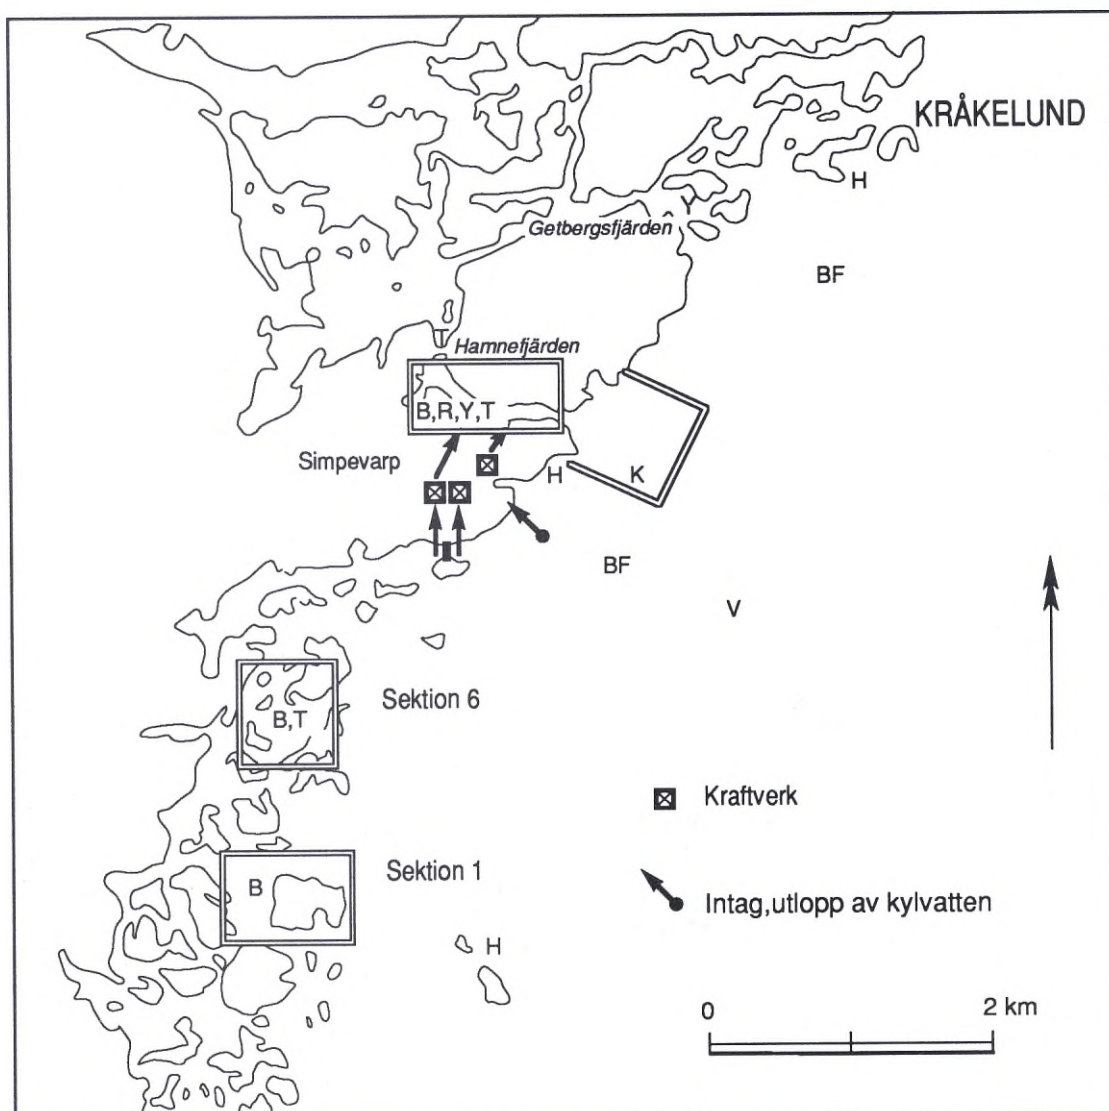 KRÅKELUND
H
Y
Getbergsfjärden
BF
T
Hamnefjärden
B,R,Y,T
Simpevarp
H
K
BF
V
Sektion 6
B,T
Kraftverk
Sektion 1
B
Intag,utlopp av kylvatten
H
0
2 km